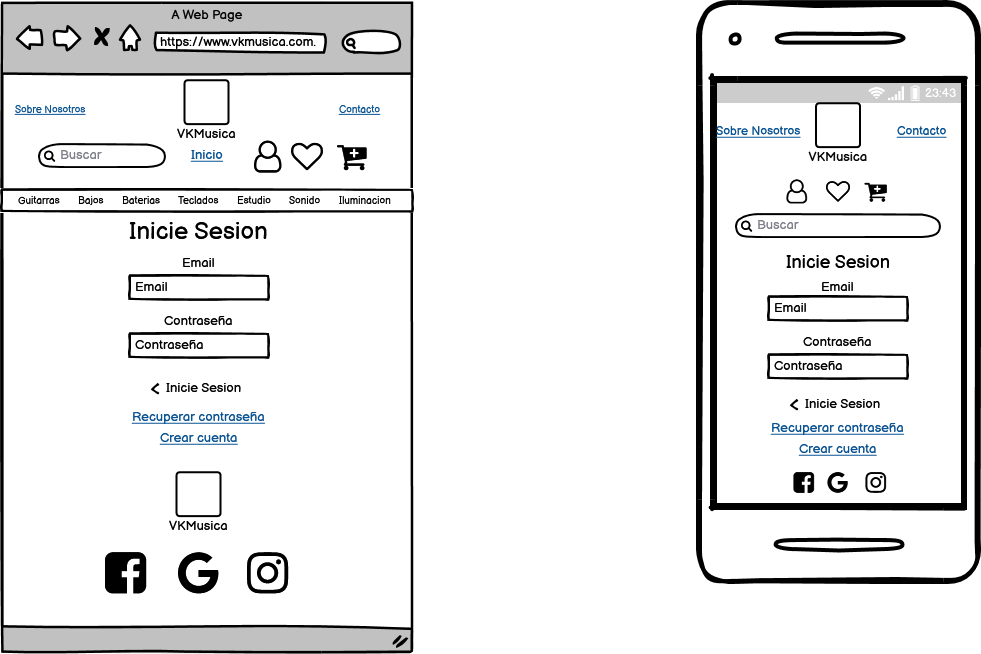 A Web Page
https://www.vkmusica.com.
Sobre Nosotros
Contacto
VKMusica
Buscar
Inicio
Guitarras Bajos Baterias Teclados Estudio Sonido Iluminacion
Inicie Sesion
Email
Email
Contraseña
Contraseña
Inicie Sesion
Recuperar contraseña
Crear cuenta
VKMusica
23:43
Sobre Nosotros
Contacto
VKMusica
Buscar
Inicie Sesion
Email
Email
Contraseña
Contraseña
Inicie Sesion
Recuperar contraseña
Crear cuenta